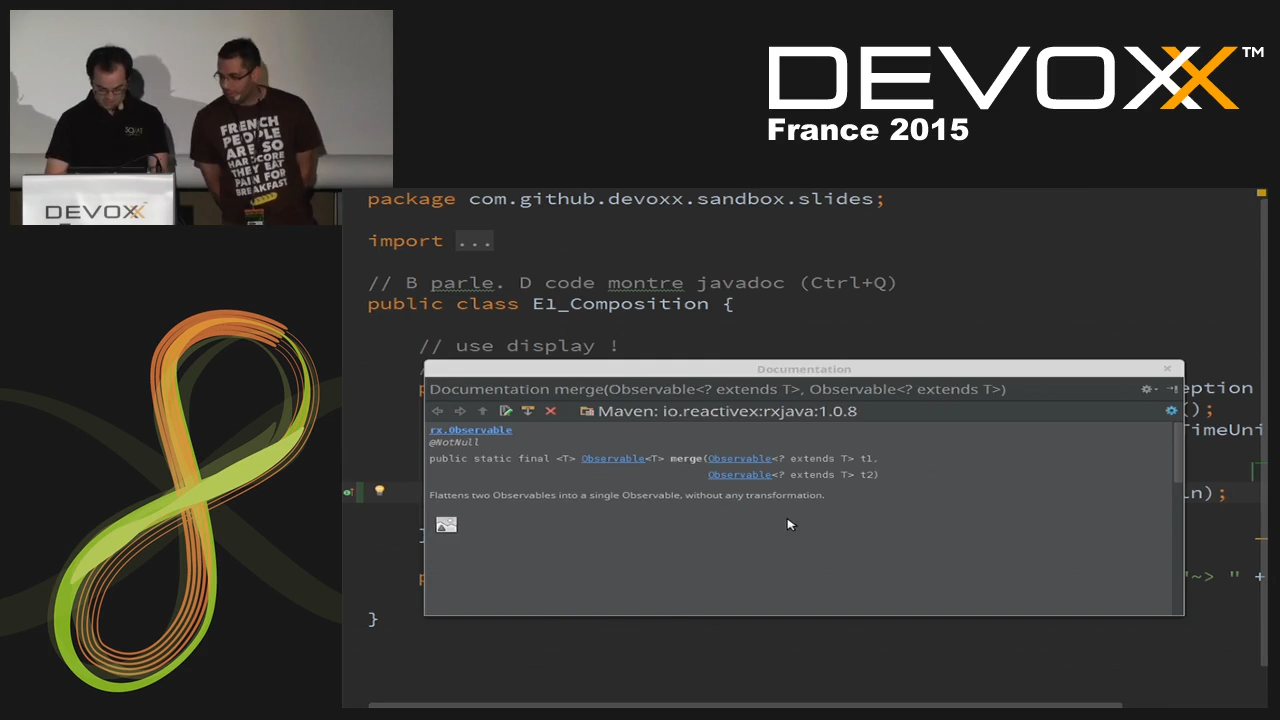 DEVOXX™
France 2015
FRENCH
PEOPLE
ARE SO
HARDCORE
THEY EAT
PAIN FOR
BREAKFAST
DEVOXX
package com.github.devoxx.sandbox.slides;
import ...
// B parle. D code montre javadoc (Ctrl+Q)
public class E1_Composition {
// use display !
Documentation
Documentation merge(Observable<? extends T>, Observable<? extends T>)
Maven: io.reactivex:rxjava:1.0.8
rx.Observable
@NotNull
public static final <T> Observable<T> merge(Observable<? extends T> t1,
Observable<? extends T> t2)
Flattens two Observables into a single Observable, without any transformation.
eption
();
TimeUni
in);
}
"~> " +
}